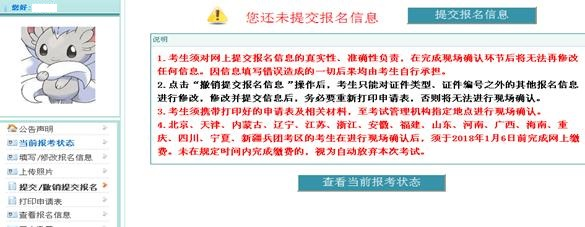 您好:
您还未提交报名信息
提交报名信息
说明
1.考生须对网上提交报名信息的真实性、准确性负责，在完成现场确认环节后将无法再修改
任何信息。因信息填写错误造成的一切后果均由考生自行承担。
2.点击“撤销提交报名信息”操作后，考生只能对证件类型、证件编号之外的其他报名信息
进行修改，修改并提交信息后，务必要重新打印申请表，否则将无法进行现场确认。
3.考生须携带打印好的申请表及相关材料，至考试管理机构指定地点进行现场确认。
4.北京、天津、内蒙古、辽宁、江苏、浙江、安徽、福建、山东、河南、广西、海南、重
庆、四川、宁夏、新疆兵团考区的考生在进行现场确认后，须于2018年1月6日前完成网上缴
费。未在规定时间内完成缴费的，视为自动放弃本次考试。
查看当前报考状态
公告声明
当前报考状态
填写/修改报名信息
上传照片
提交/撤销提交报名
打印申请表
查看报名信息